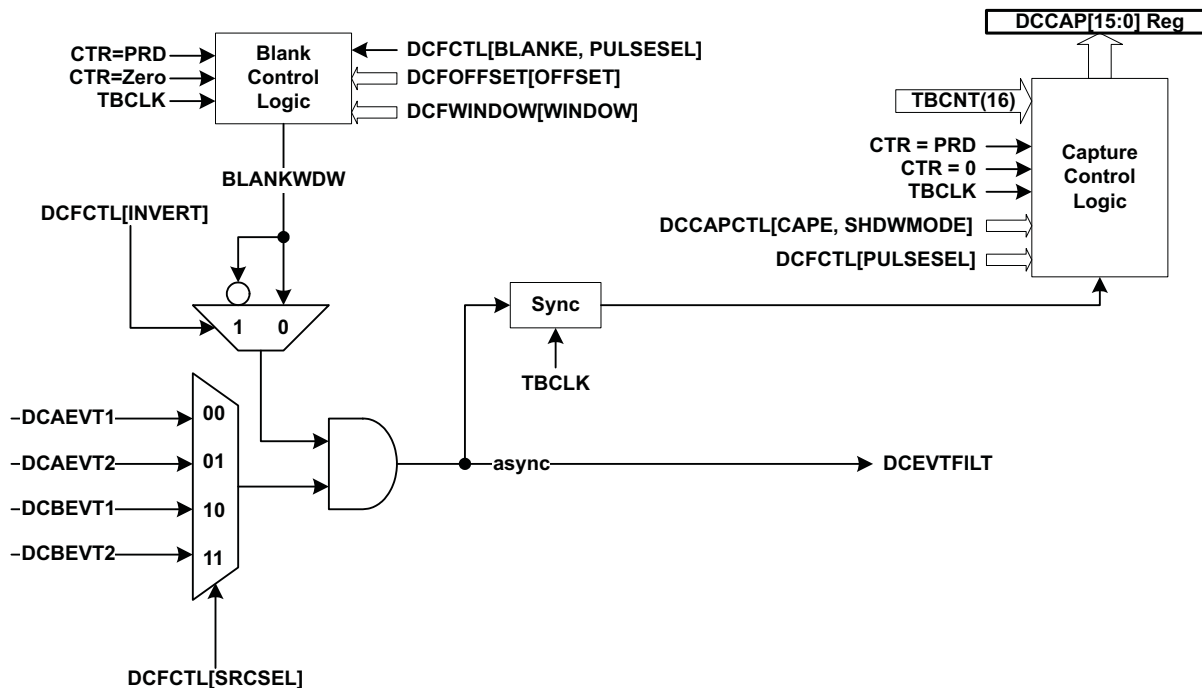 DCCAP[15:0] Reg
CTR=PRD
CTR=Zero
TBCLK
Blank
Control
Logic
DCFCTL[BLANKE, PULSESEL]
DCFOFFSET[OFFSET]
DCFWINDOW[WINDOW]
TBCNT(16)
CTR = PRD
CTR = 0
TBCLK
DCCAPCTL[CAPE, SHDWMODE]
DCFCTL[PULSESEL]
Capture
Control
Logic
BLANKWDW
DCFCTL[INVERT]
1 0
Sync
TBCLK
–DCAEVT1
–DCAEVT2
–DCBEVT1
–DCBEVT2
00
01
10
11
async
DCEVTFILT
DCFCTL[SRCSEL]